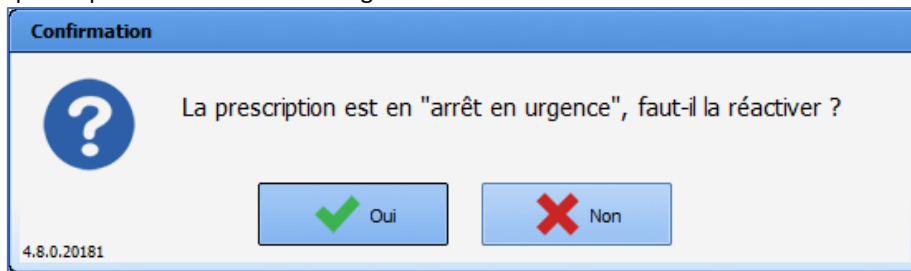 Confirmation
La prescription est en "arrêt en urgence", faut-il la réactiver ?
Oui
Non
4.8.0.20181